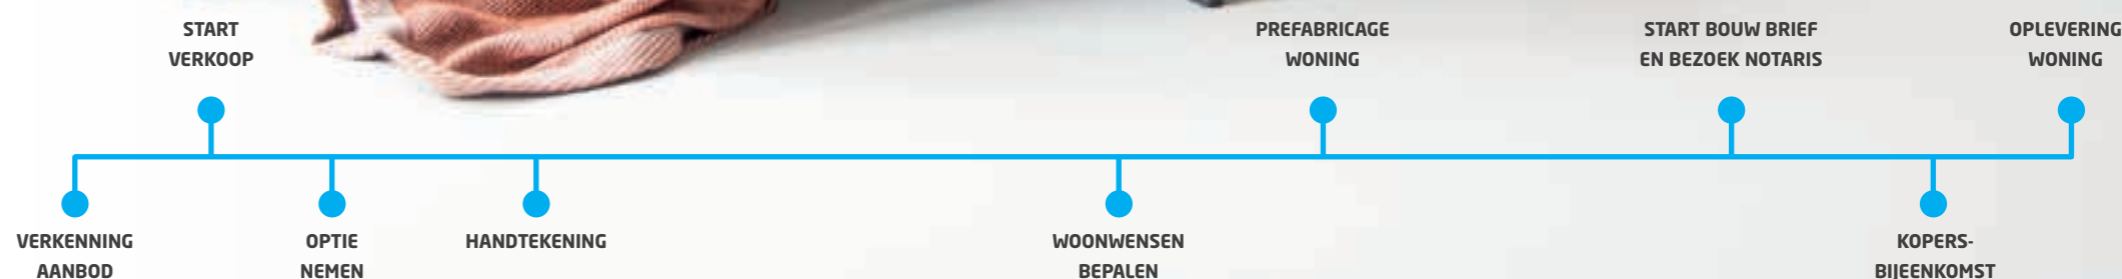 START
VERKOOP
PREFABRICAGE
WONING
START BOUW BRIEF
EN BEZOEK NOTARIS
OPLEVERING
WONING
VERKENNING
AANBOD
OPTIE
NEMEN
HANDTEKENING
WOONWENSEN
BEPALEN
KOPERS-
BIJEENKOMST